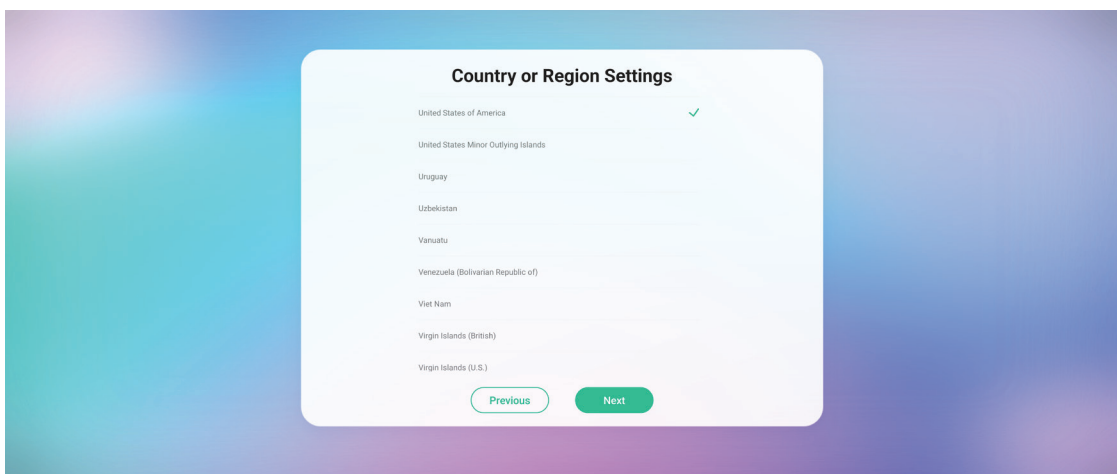 Country or Region Settings
United States of America
United States Minor Outlying Islands
Uruguay
Uzbekistan
Vanuatu
Venezuela (Bolivarian Republic of)
Viet Nam
Virgin Islands (British)
Virgin Islands (U.S.)
Previous
Next